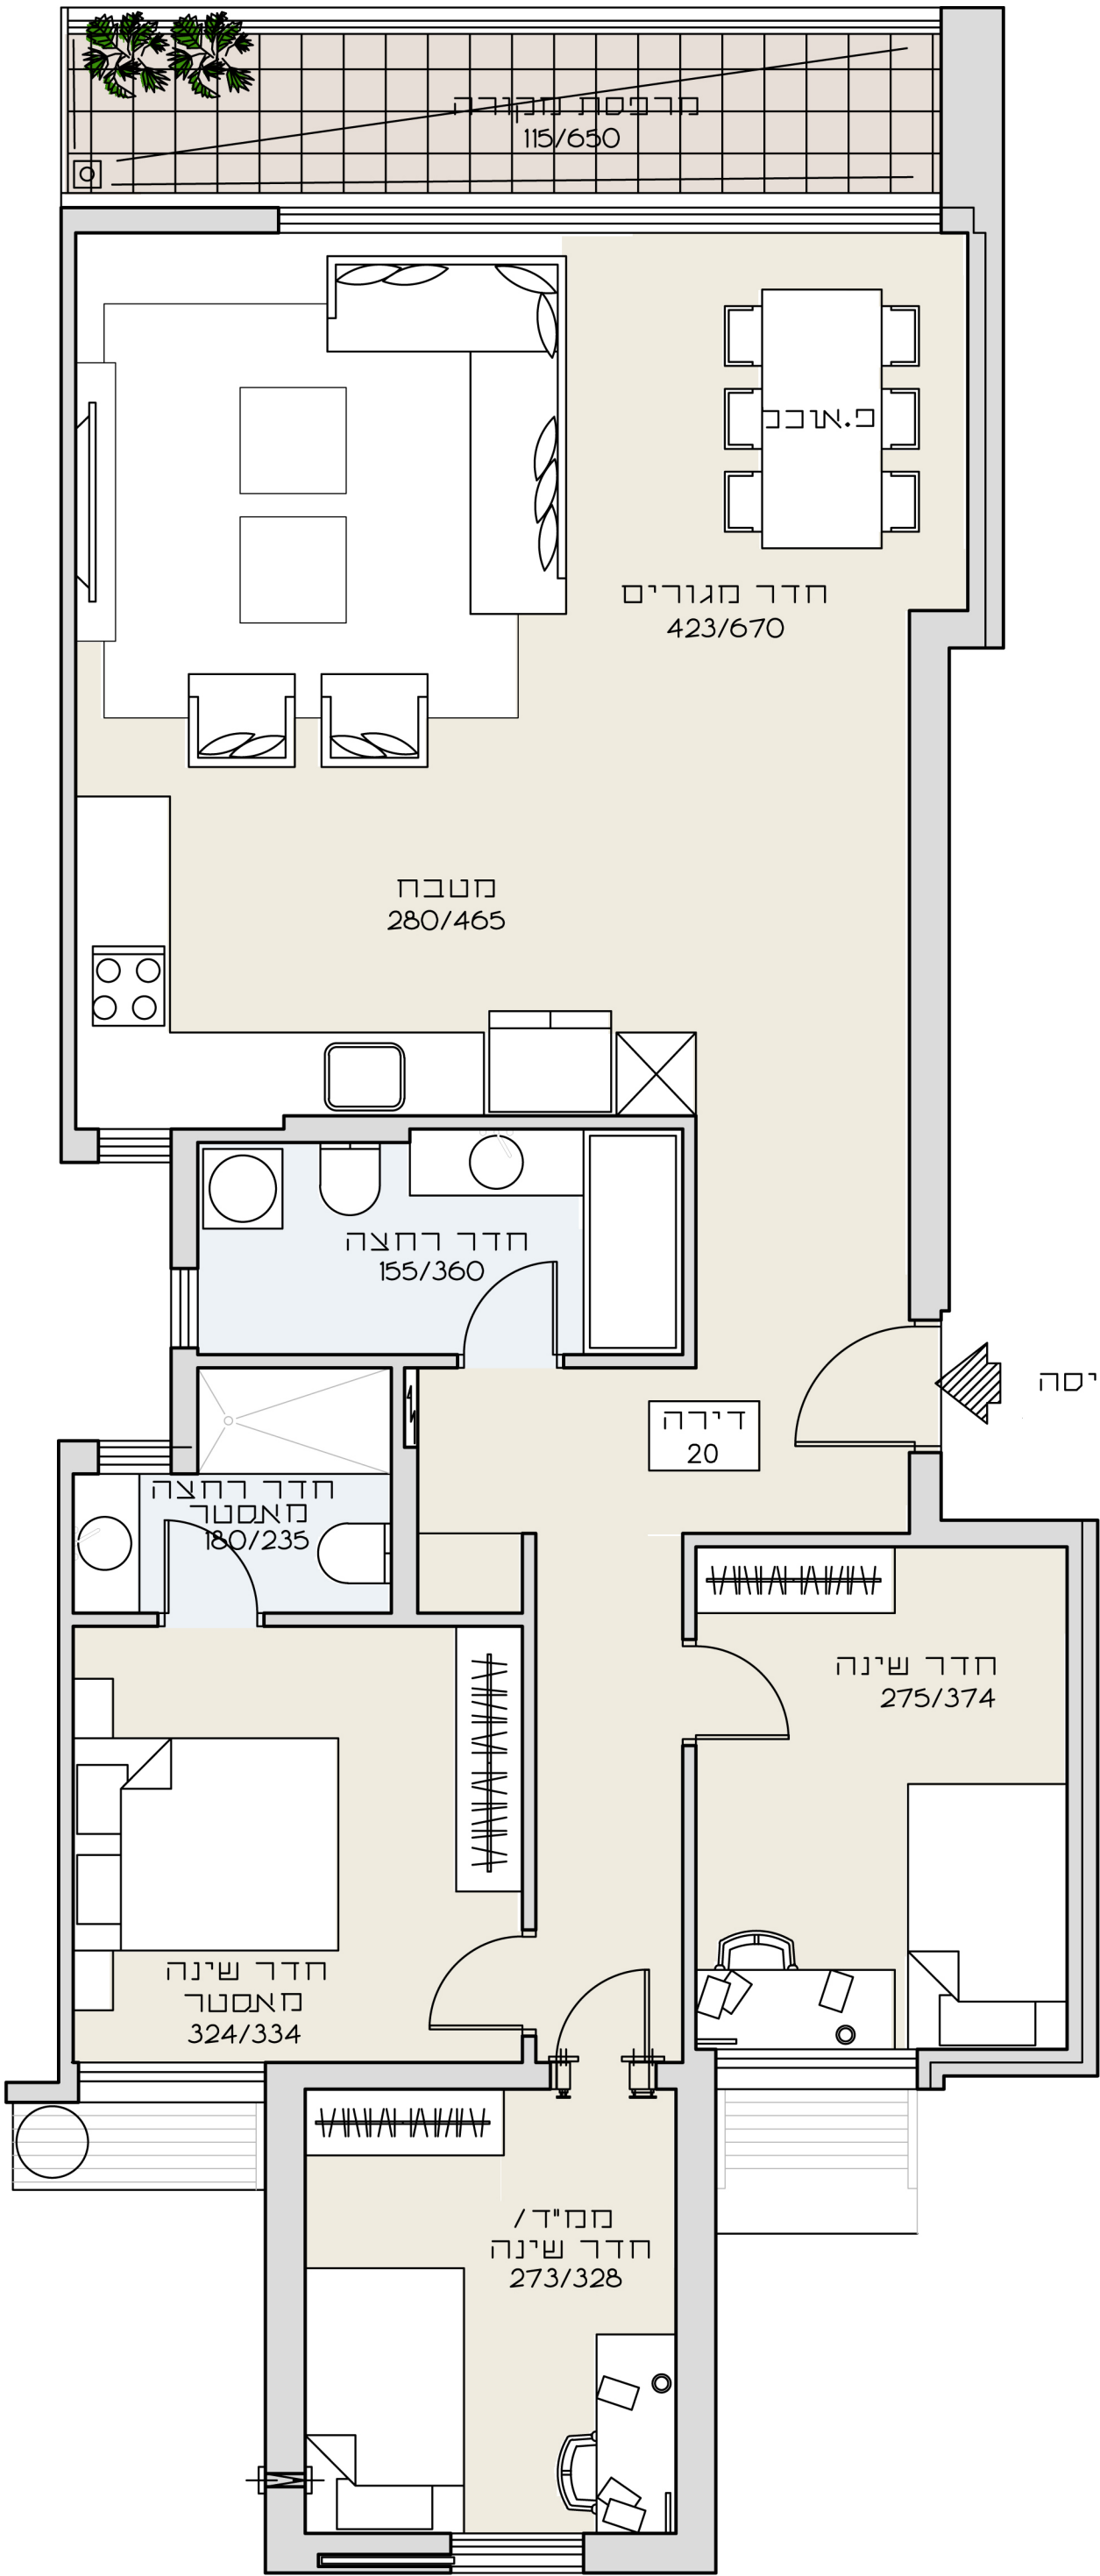 מרפסת מקורה
115/650
פ.אוכל
חדר מגורים
423/670
מטבח
280/465
חדר רחצה
155/360
יסה
דירה
20
חדר רחצה
מאסטר
180/235
חדר שינה
275/374
חדר שינה
מאסטר
324/334
ממ"ד/
חדר שינה
273/328